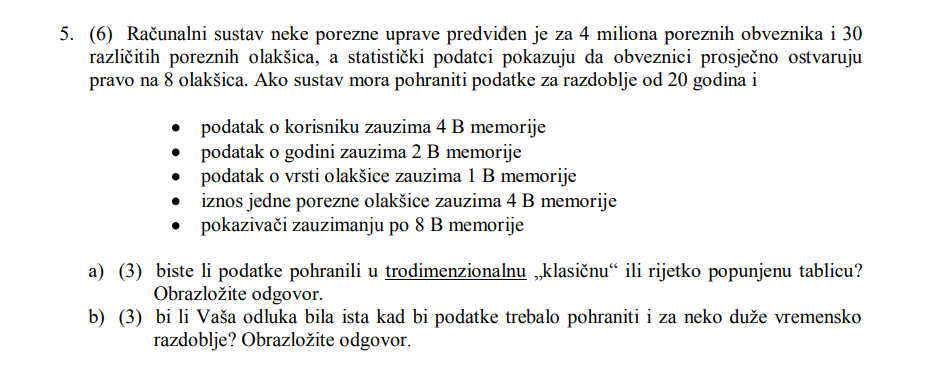 5. (6) Računalni sustav neke porezne uprave predviđen je za 4 miliona poreznih obveznika i 30
različitih poreznih olakšica, a statistički podatci pokazuju da obveznici prosječno ostvaruju
pravo na 8 olakšica. Ako sustav mora pohraniti podatke za razdoblje od 20 godina i
• podatak o korisniku zauzima 4 B memorije
• podatak o godini zauzima 2 B memorije
• podatak o vrsti olakšice zauzima 1 B memorije
• iznos jedne porezne olakšice zauzima 4 B memorije
• pokazivači zauzimanju po 8 B memorije
a) (3) biste li podatke pohranili u trodimenzionalnu „klasičnu“ ili rijetko popunjenu tablicu?
Obrazložite odgovor.
b) (3) bi li Vaša odluka bila ista kad bi podatke trebalo pohraniti i za neko duže vremensko
razdoblje? Obrazložite odgovor.